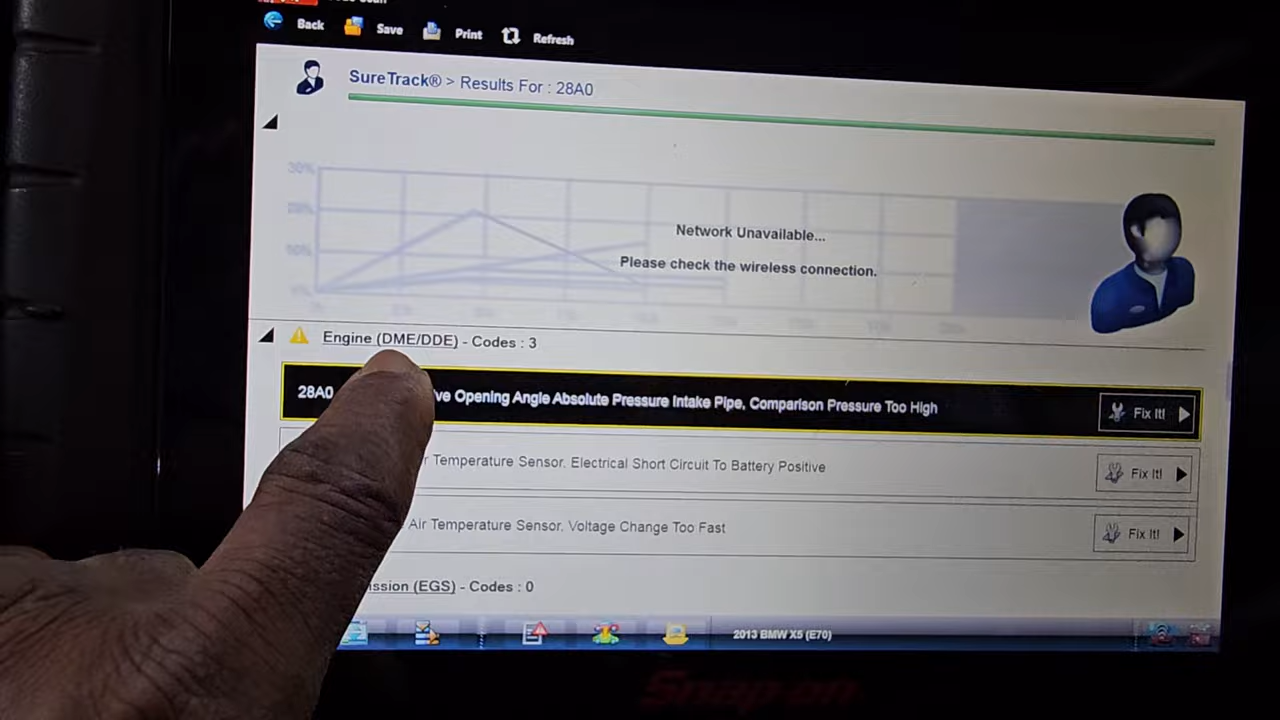 Back Save Print Refresh
SureTrack® > Results For : 28A0
30%
Network Unavailable...
Please check the wireless connection.
Engine (DME/DDE) - Codes : 3
28A0 Opening Angle Absolute Pressure Intake Pipe, Comparison Pressure Too High Fix It!
Temperature Sensor. Electrical Short Circuit To Battery Positive Fix It!
Air Temperature Sensor. Voltage Change Too Fast Fix It!
(EGS) - Codes : 0
2013 BMW X5 (E70)
Snap-on